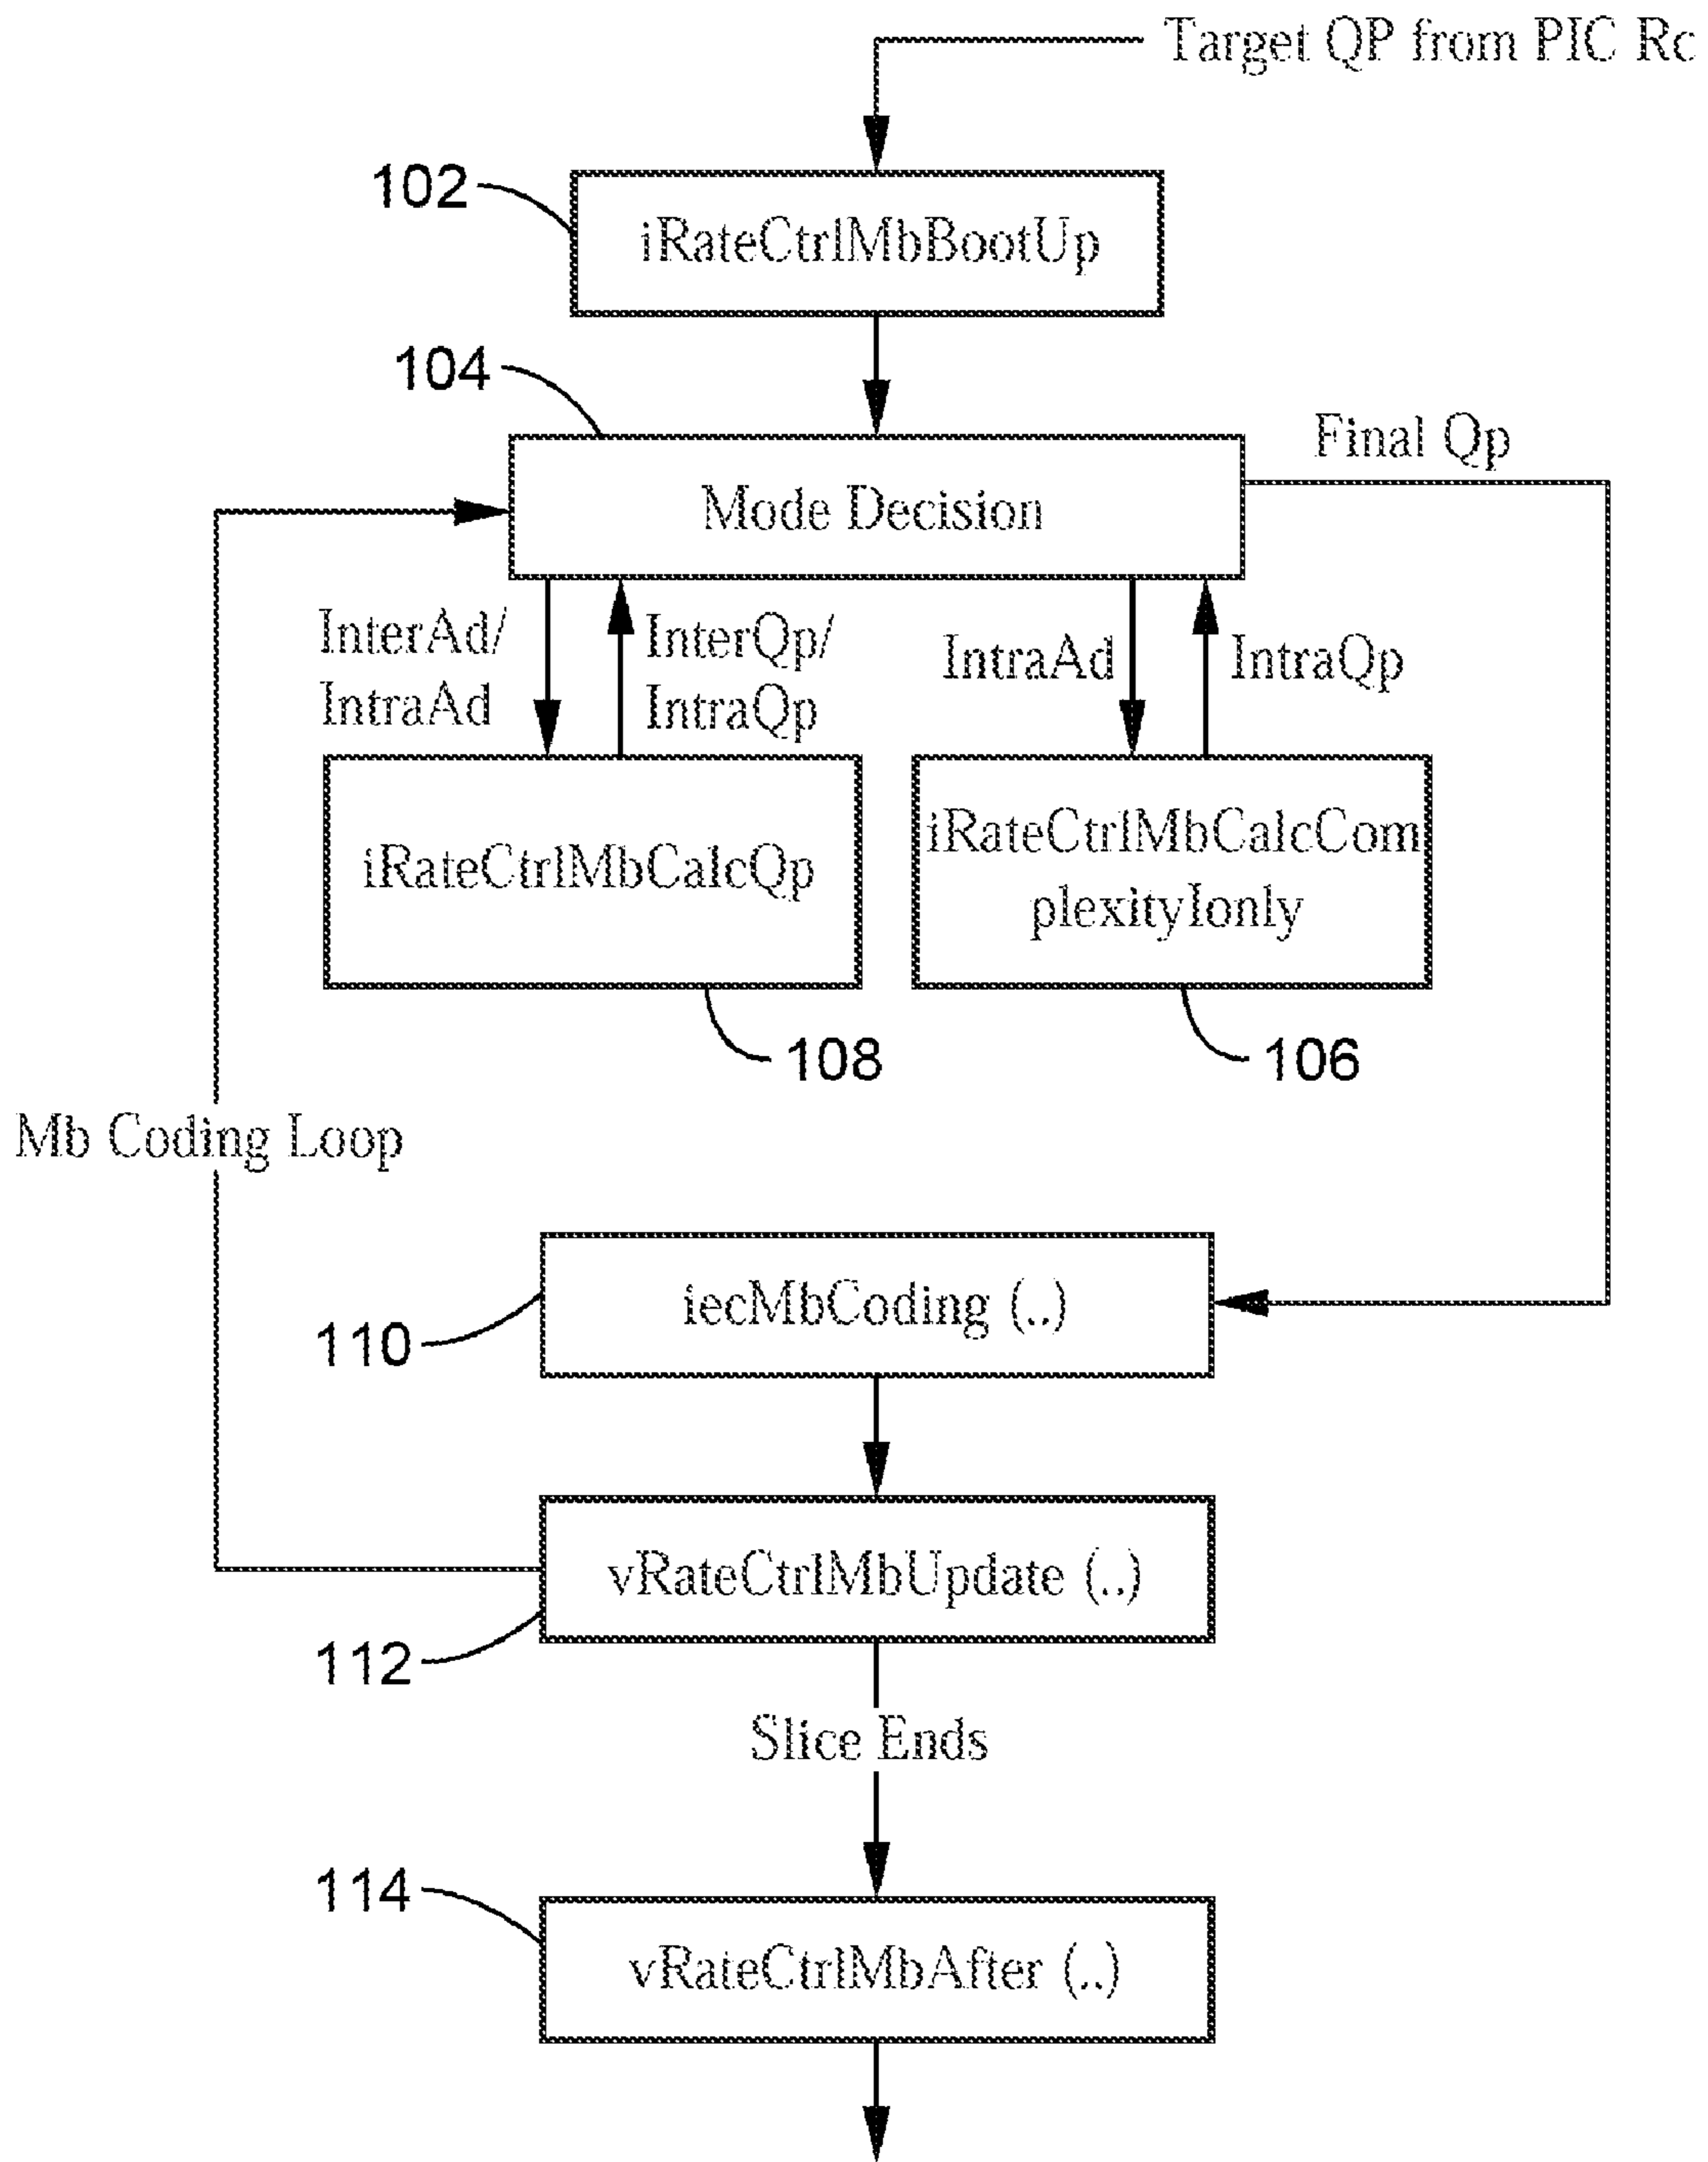 Target QP from PIC Rc
102
iRateCtrlMbBootUp
104
Final Qp
Mode Decision
InterAd/
IntraAd
InterQp/
IntraQp
IntraAd
IntraQp
iRateCtrlMbCalcQp
iRateCtrlMbCalcCom
plexityIonly
108
106
Mb Coding Loop
iecMbCoding (..)
110
vRateCtrlMbUpdate (..)
112
Slice Ends
114
vRateCtrlMbAfter (..)